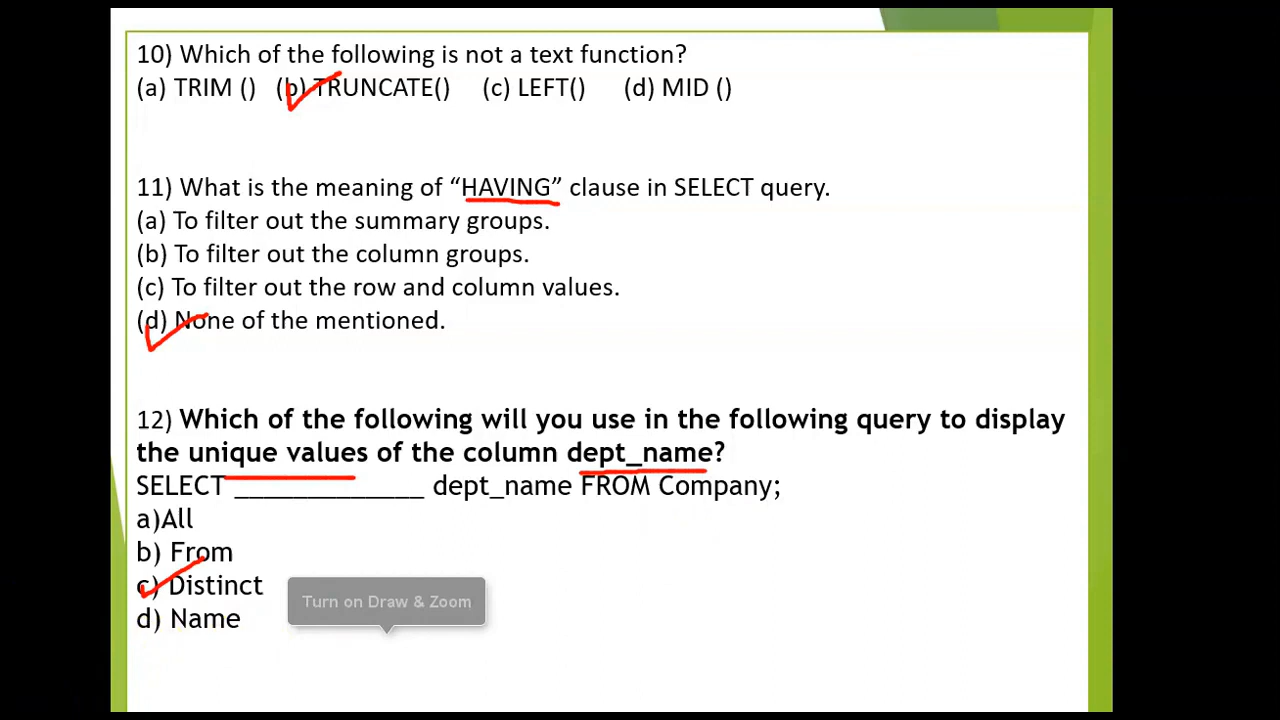 10) Which of the following is not a text function?
(a) TRIM () (b) TRUNCATE() (c) LEFT() (d) MID ()
11) What is the meaning of “HAVING” clause in SELECT query.
(a) To filter out the summary groups.
(b) To filter out the column groups.
(c) To filter out the row and column values.
(d) None of the mentioned.
12) Which of the following will you use in the following query to display
the unique values of the column dept_name?
SELECT _____________ dept_name FROM Company;
a)All
b) From
c) Distinct
Turn on Draw & Zoom
d) Name